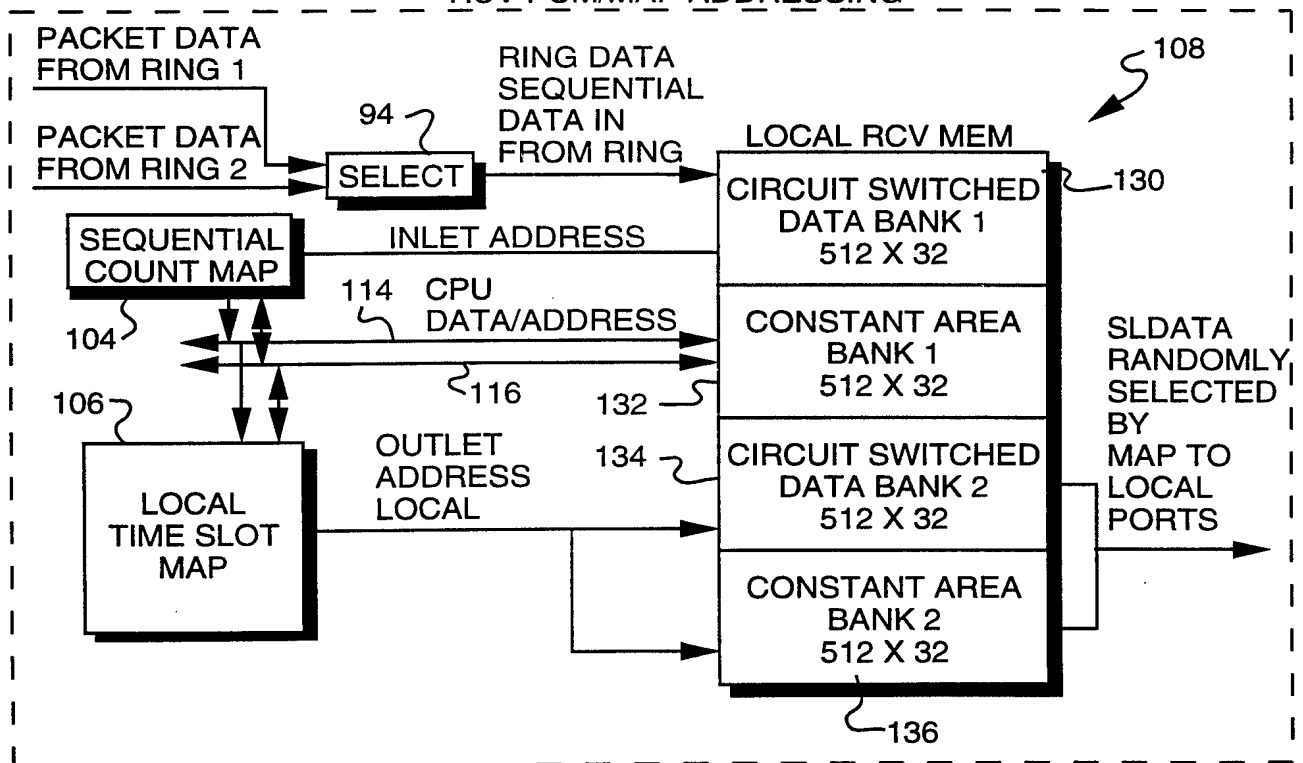 PACKET DATA
FROM RING 1
PACKET DATA
FROM RING 2
94
SELECT
RING DATA
SEQUENTIAL
DATA IN
FROM RING
108
LOCAL RCV MEM
CIRCUIT SWITCHED
DATA BANK 1
512 X 32
130
SEQUENTIAL
COUNT MAP
INLET ADDRESS
104
114
CPU
DATA/ADDRESS
116
CONSTANT AREA
BANK 1
512 X 32
132
SLDATA
RANDOMLY
SELECTED
BY
MAP TO
LOCAL
PORTS
106
LOCAL
TIME SLOT
MAP
OUTLET
ADDRESS
LOCAL
134
CIRCUIT SWITCHED
DATA BANK 2
512 X 32
CONSTANT AREA
BANK 2
512 X 32
136